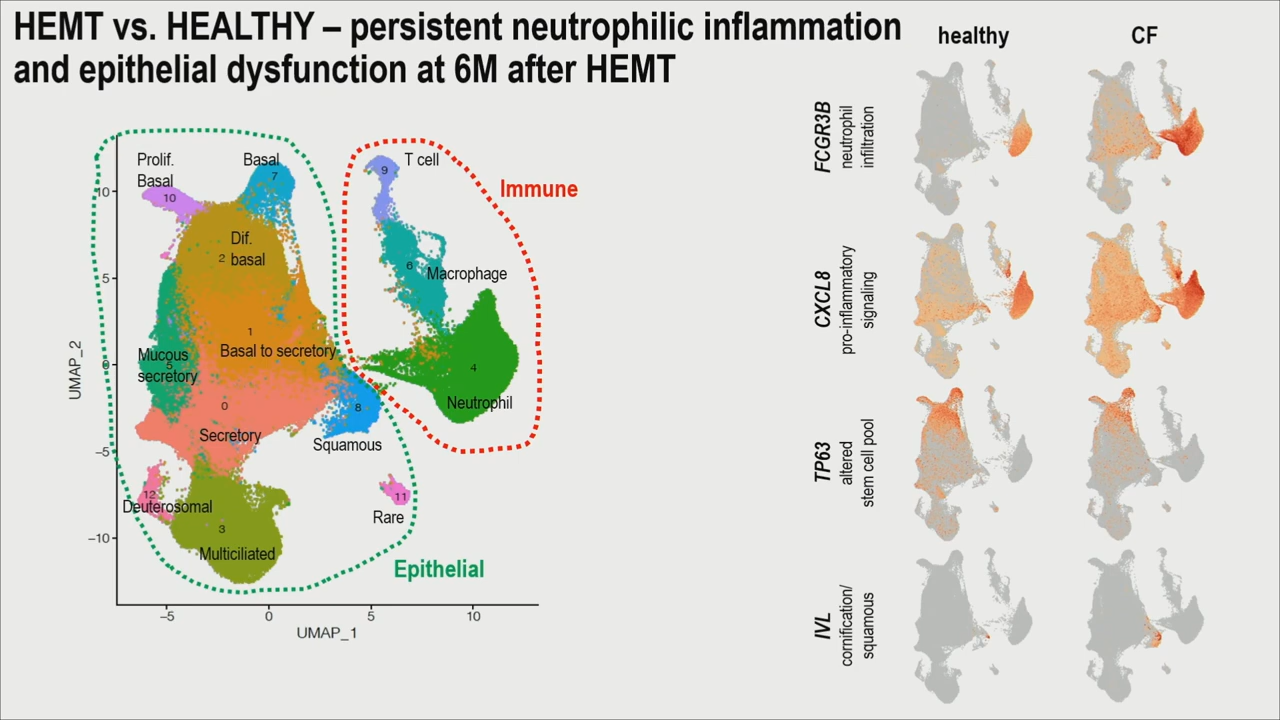 HEMT vs. HEALTHY – persistent neutrophilic inflammation
and epithelial dysfunction at 6M after HEMT
healthy
CF
Prolif.
Basal
10
Basal
7
Dif.
basal
2
1
Basal to secretory
Mucous
secretory
5
0
Secretory
8
Squamous
12
Deuterosomal
3
Multiciliated
11
Rare
Epithelial
9
T cell
Immune
6
Macrophage
4
Neutrophil
UMAP_2
10
5
0
−5
−10
−5
0
5
10
UMAP_1
FCGR3B
neutrophil
infiltration
CXCL8
pro-inflammatory
signaling
TP63
altered
stem cell pool
IVL
cornification/
squamous